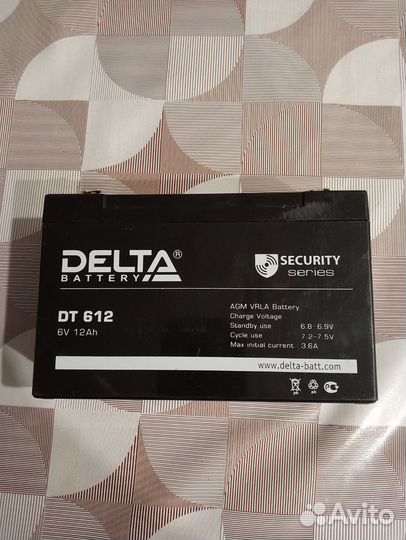 DELTA®
BATTERY
SECURITY
series
DT 612
6V 12Ah
AGM VRLA Battery
Charge Voltage
Standby use : 6.8-6.9V
Cycle use : 7.2-7.5V
Max initial current : 3.6A
www.delta-batt.com
Pb
Avito